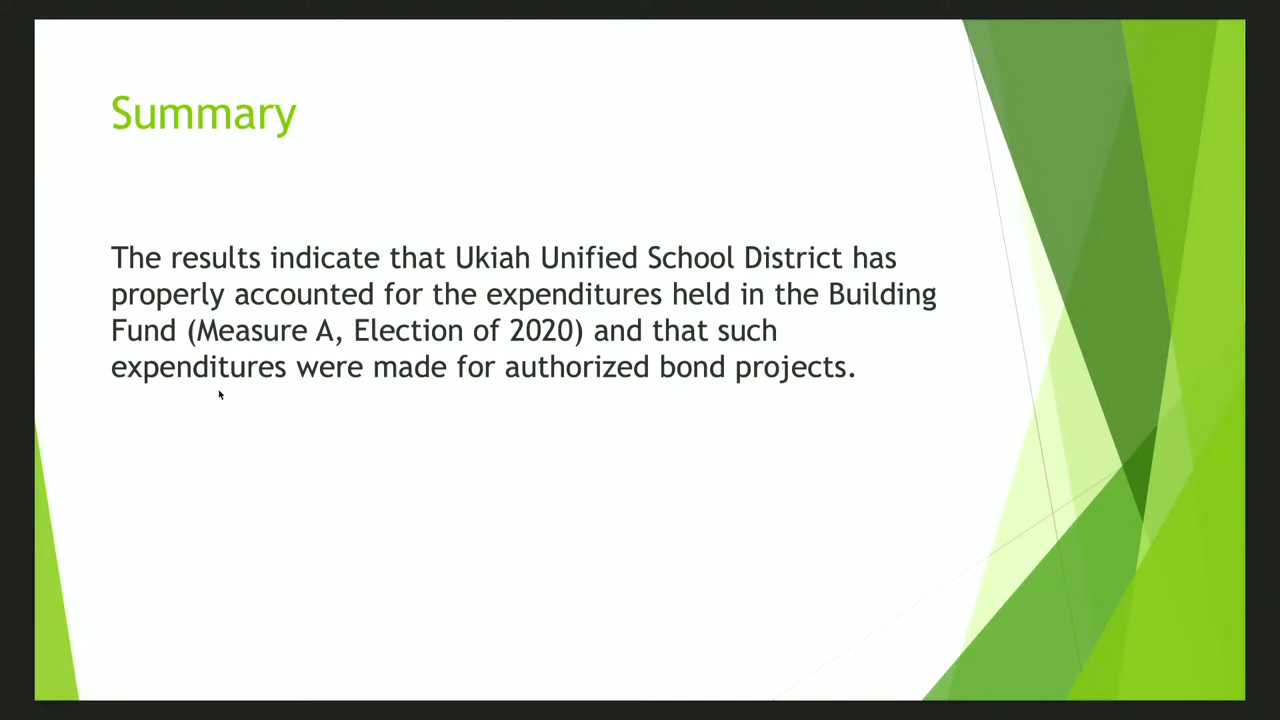 Summary
The results indicate that Ukiah Unified School District has
properly accounted for the expenditures held in the Building
Fund (Measure A, Election of 2020) and that such
expenditures were made for authorized bond projects.